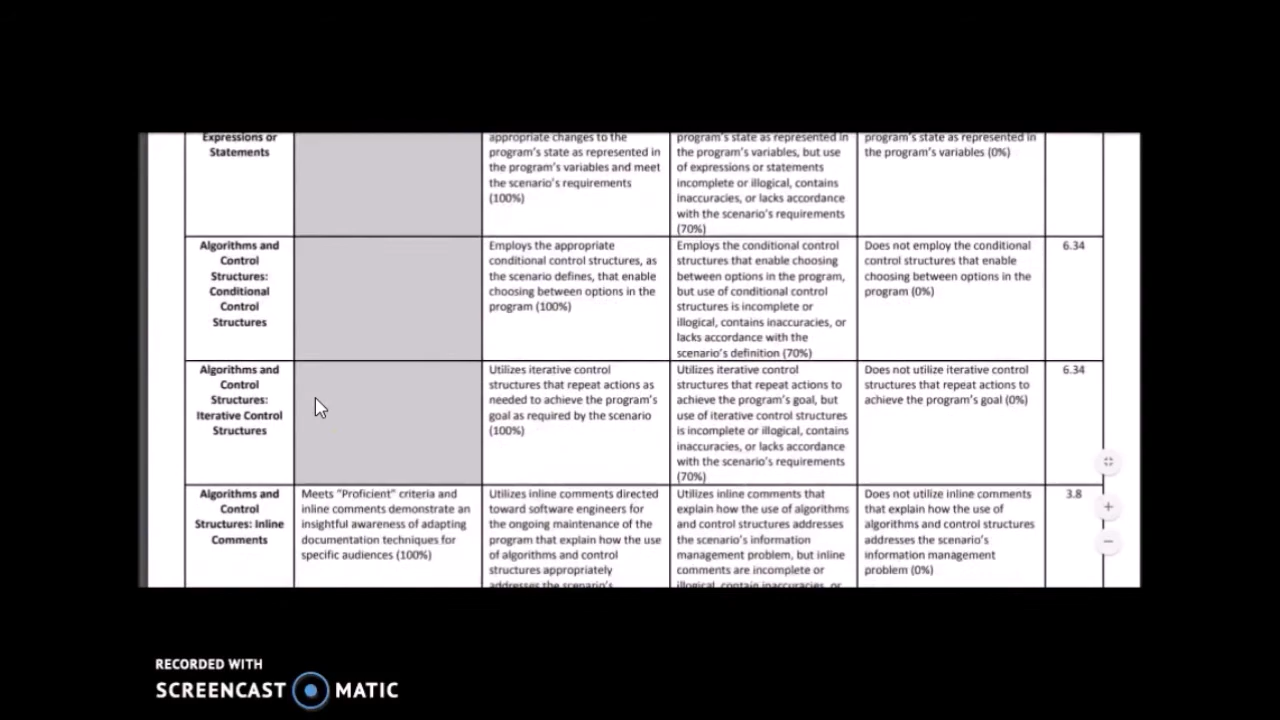 Expressions or
Statements
appropriate changes to the
program's state as represented in
the program's variables and meet
the scenario's requirements
(100%)
program's state as represented in
the program's variables, but use
of expressions or statements
incomplete or illogical, contains
inaccuracies, or lacks accordance
with the scenario's requirements
(70%)
program's state as represented in
the program's variables (0%)
Algorithms and
Control
Structures:
Conditional
Control
Structures
Employs the appropriate
conditional control structures, as
the scenario defines, that enable
choosing between options in the
program (100%)
Employs the conditional control
structures that enable choosing
between options in the program,
but use of conditional control
structures is incomplete or
illogical, contains inaccuracies, or
lacks accordance with the
scenario's definition (70%)
Does not employ the conditional
control structures that enable
choosing between options in the
program (0%)
6.34
Algorithms and
Control
Structures:
Iterative Control
Structures
Utilizes iterative control
structures that repeat actions as
needed to achieve the program's
goal as required by the scenario
(100%)
Utilizes iterative control
structures that repeat actions to
achieve the program's goal, but
use of iterative control structures
is incomplete or illogical, contains
inaccuracies, or lacks accordance
with the scenario's requirements
(70%)
Does not utilize iterative control
structures that repeat actions to
achieve the program's goal (0%)
6.34
Algorithms and
Control
Structures: Inline
Comments
Meets "Proficient" criteria and
inline comments demonstrate an
insightful awareness of adapting
documentation techniques for
specific audiences (100%)
Utilizes inline comments directed
toward software engineers for
the ongoing maintenance of the
program that explain how the use
of algorithms and control
structures appropriately
addresses the scenario's
Utilizes inline comments that
explain how the use of algorithms
and control structures addresses
the scenario's information
management problem, but inline
comments are incomplete or
illogical, contain inaccuracies, or
Does not utilize inline comments
that explain how the use of
algorithms and control structures
addresses the scenario's
information management
problem (0%)
3.8
RECORDED WITH
SCREENCAST MATIC